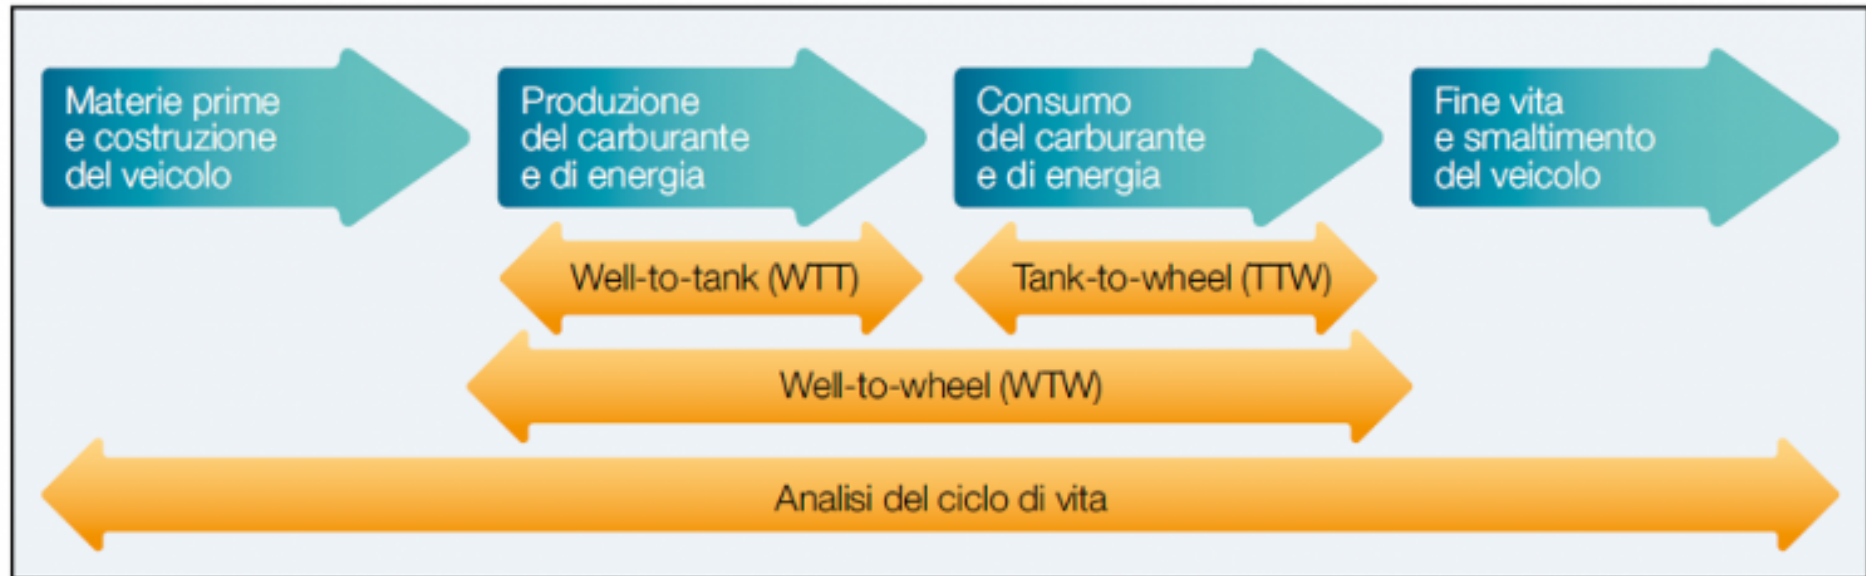 Materie prime
e costruzione
del veicolo
Produzione
del carburante
e di energia
Consumo
del carburante
e di energia
Fine vita
e smaltimento
del veicolo
Well-to-tank (WTT)
Tank-to-wheel (TTW)
Well-to-wheel (WTW)
Analisi del ciclo di vita